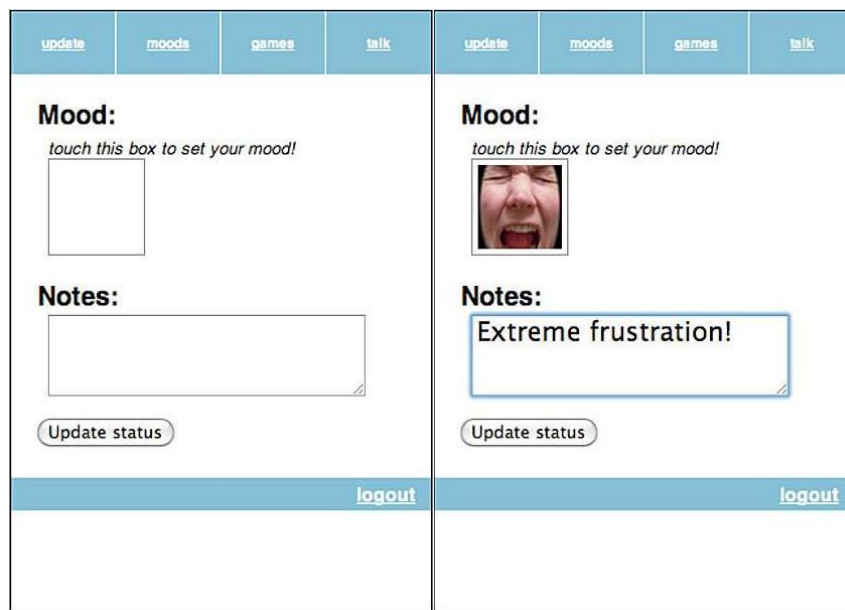 update moods games talk
Mood:
touch this box to set your mood!
Notes:
Update status
logout
update moods games talk
Mood:
touch this box to set your mood!
Notes:
Extreme frustration!
Update status
logout